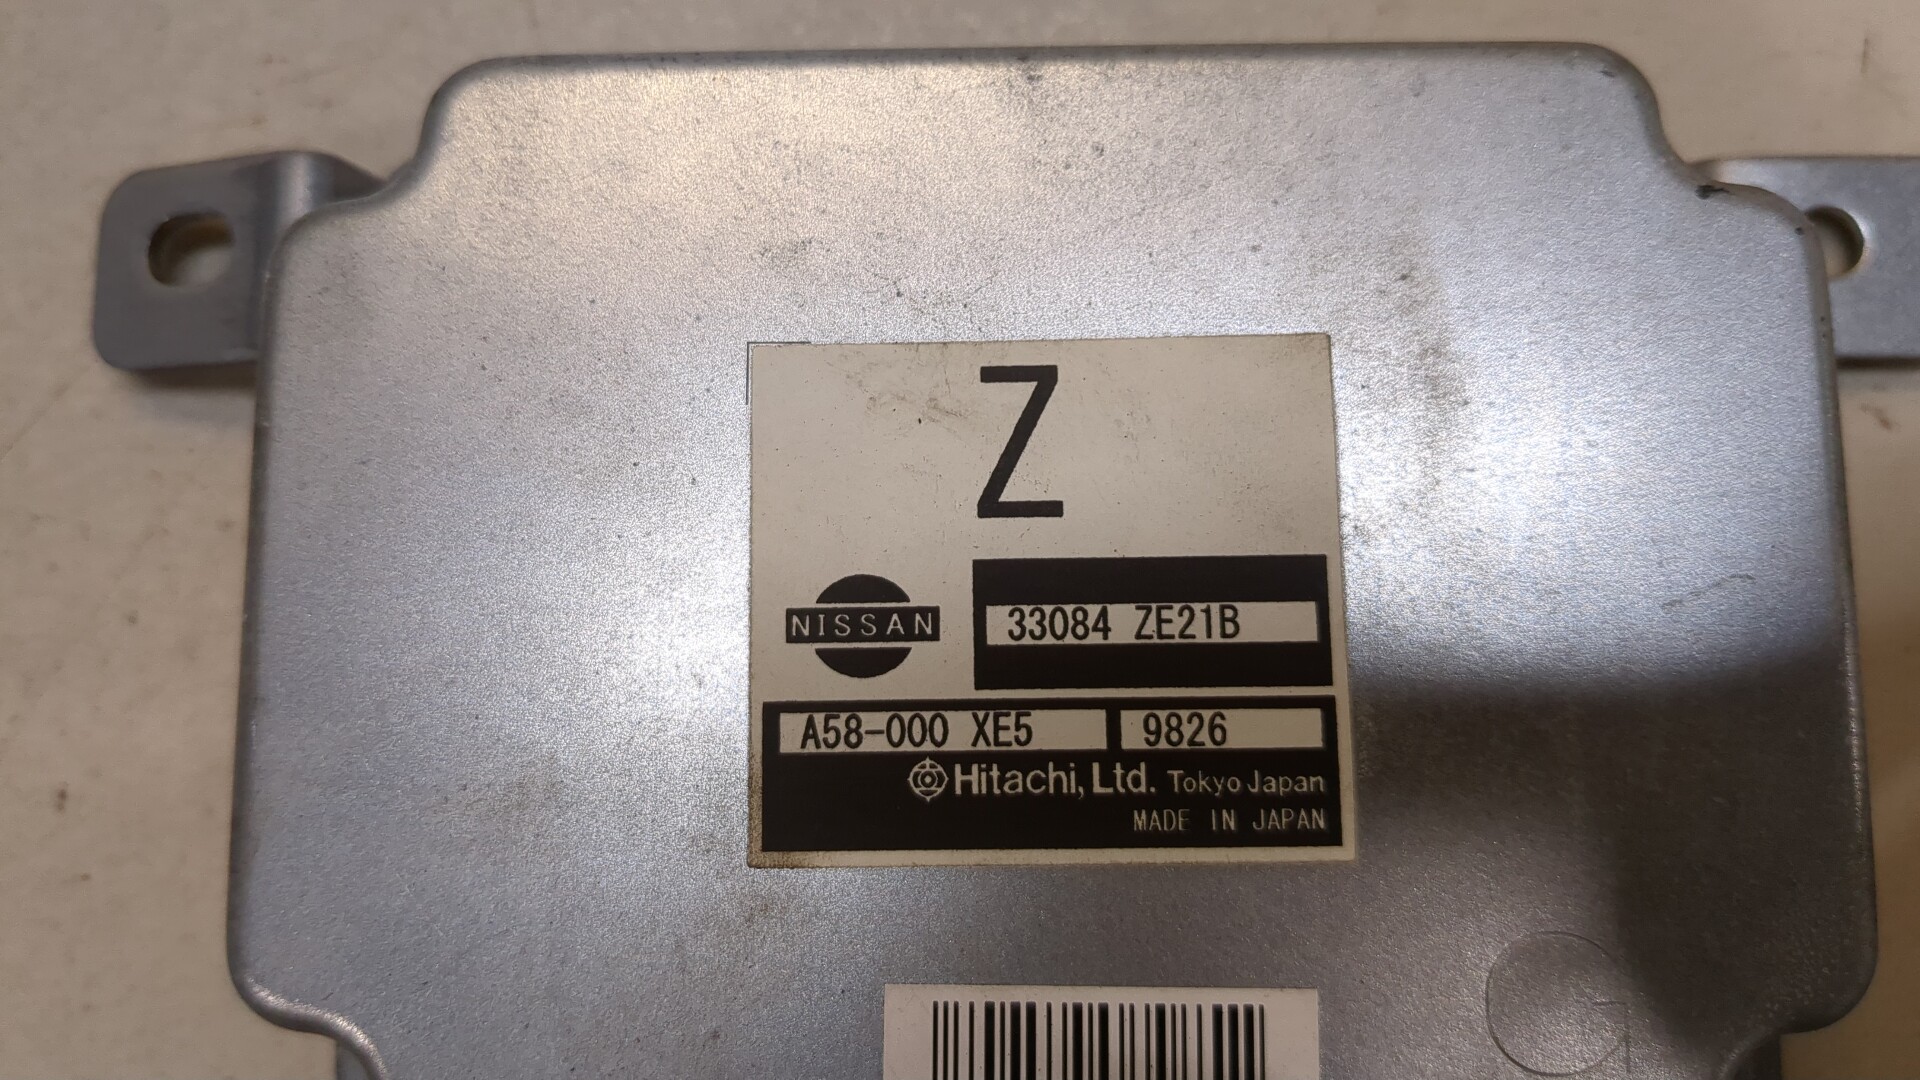 Z
NISSAN
33084 ZE21B
A58-000 XE5
9826
Hitachi, Ltd. Tokyo Japan
MADE IN JAPAN